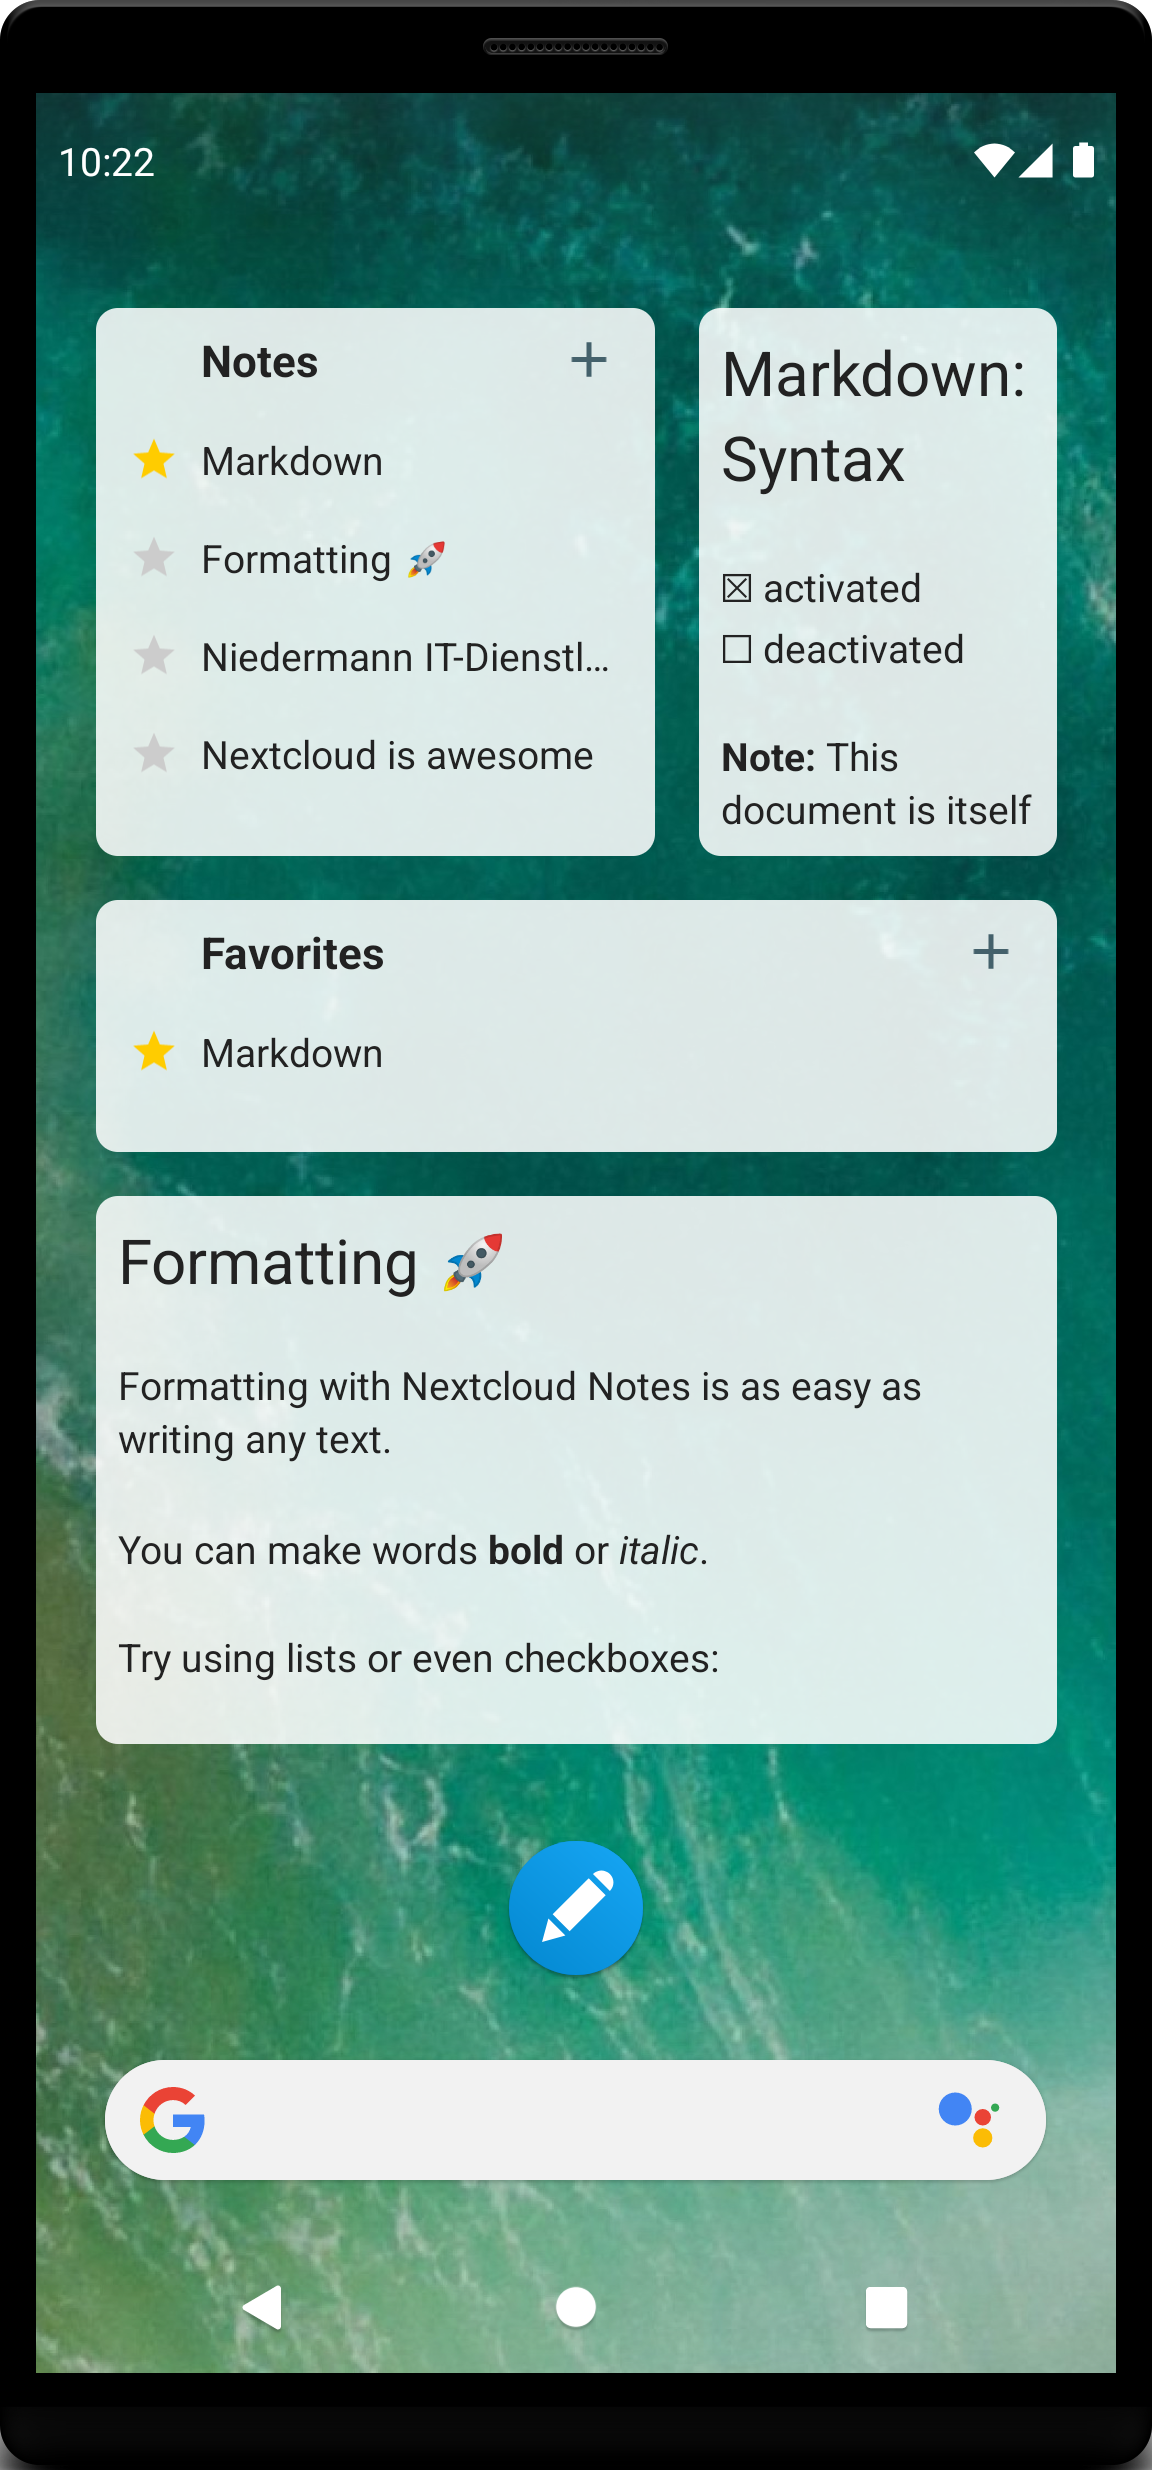 10:22
Notes
Markdown
Formatting 🚀
Niedermann IT-Dienstl...
Nextcloud is awesome
Markdown:
Syntax
☒ activated
☐ deactivated
Note: This
document is itself
Favorites
Markdown
Formatting 🚀
Formatting with Nextcloud Notes is as easy as
writing any text.
You can make words bold or italic.
Try using lists or even checkboxes: